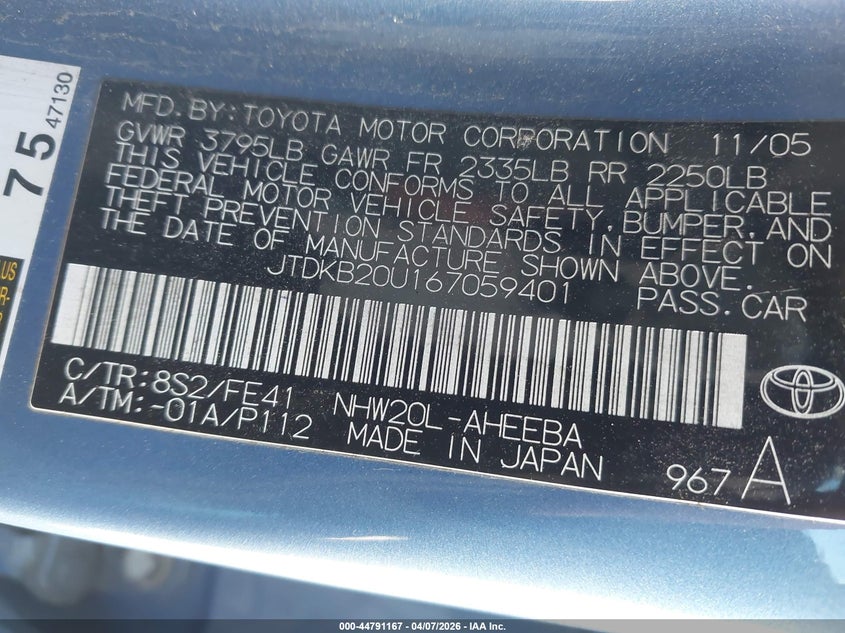 75 47130
LUS
R-
MFD. BY: TOYOTA MOTOR CORPORATION 11/05
GVWR 3795LB GAWR FR 2335LB RR 2250LB
THIS VEHICLE CONFORMS TO ALL APPLICABLE
FEDERAL MOTOR VEHICLE SAFETY, BUMPER, AND
THEFT PREVENTION STANDARDS IN EFFECT ON
THE DATE OF MANUFACTURE SHOWN ABOVE.
JTDKB20U167059401 PASS. CAR
C/TR: 8S2/FE41 NHW20L-AHEEBA
A/TM: -01A/P112 MADE IN JAPAN
967 A
000-44791167 - 04/07/2026 - IAA Inc.